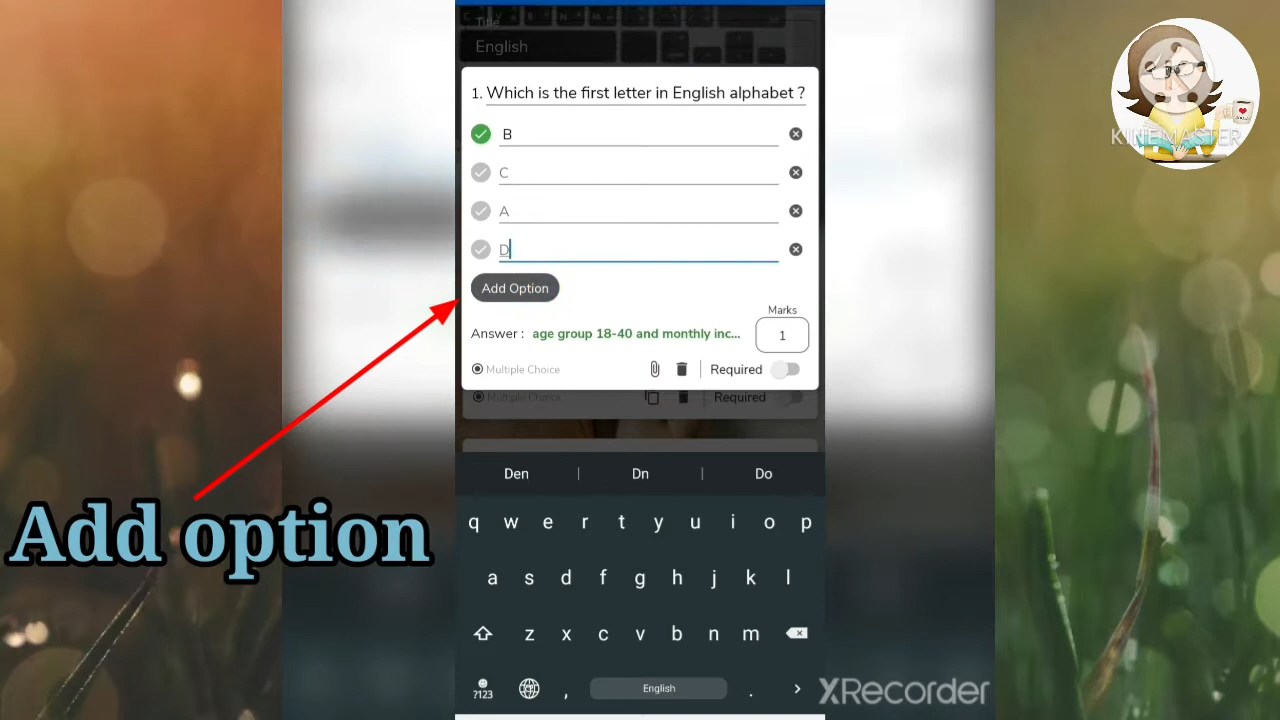 Title
English
1. Which is the first letter in English alphabet ?
B
C
A
D
Add Option
Marks
Answer : age group 18-40 and monthly inc... 1
Multiple Choice Required
Multiple Choice Required
Den Dn Do
q w e r t y u i o p
a s d f g h j k l
z x c v b n m
?123 , English .
Add option
KINEMASTER
XRecorder